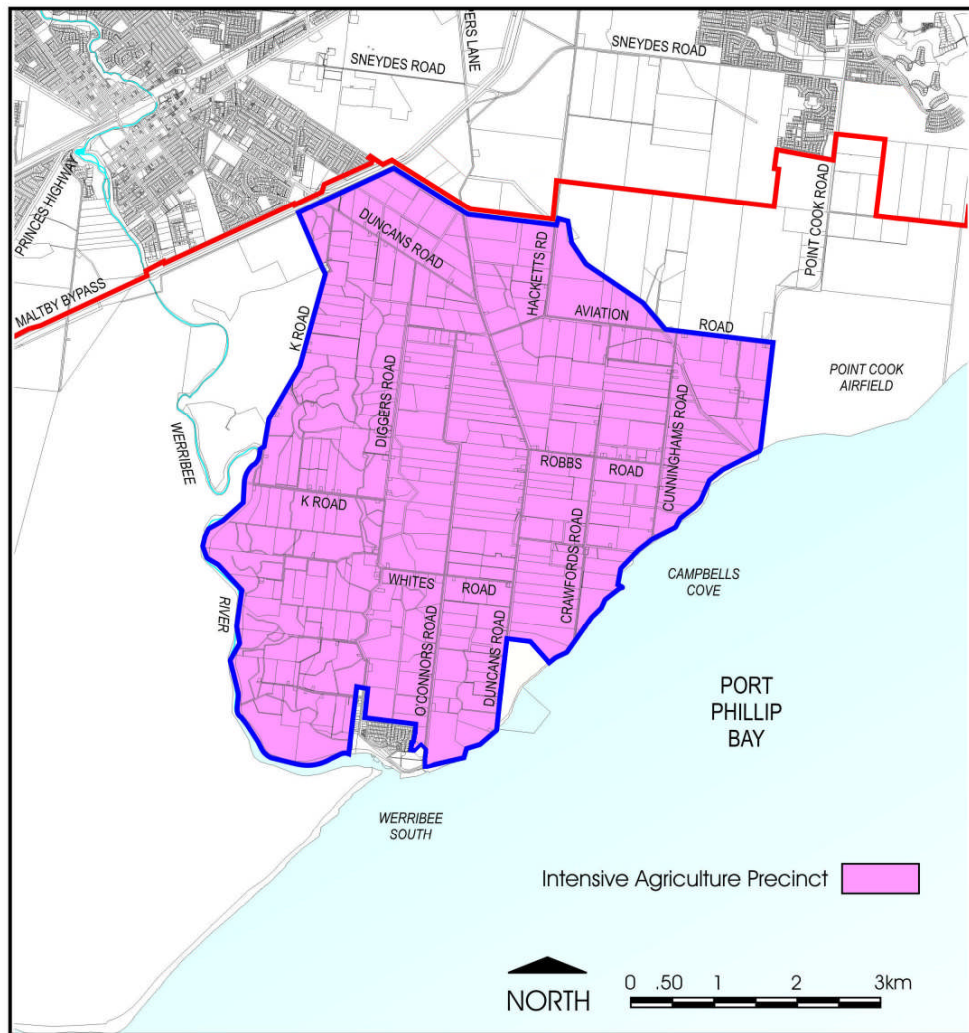 PERS LANE
SNEYDES ROAD
SNEYDES ROAD
PRINCES HIGHWAY
MALTBY BYPASS
DUNCANS ROAD
HACKETTS RD
POINT COOK ROAD
K ROAD
AVIATION
ROAD
POINT COOK
AIRFIELD
DIGGERS ROAD
WERRIBEE
CUNNINGHAMS ROAD
ROBBS
ROAD
K ROAD
CRAWFORDS ROAD
CAMPBELLS
COVE
WHITES
ROAD
RIVER
O'CONNORS ROAD
DUNCANS ROAD
PORT
PHILLIP
BAY
WERRIBEE
SOUTH
Intensive Agriculture Precinct
NORTH
0 .50 1 2 3km